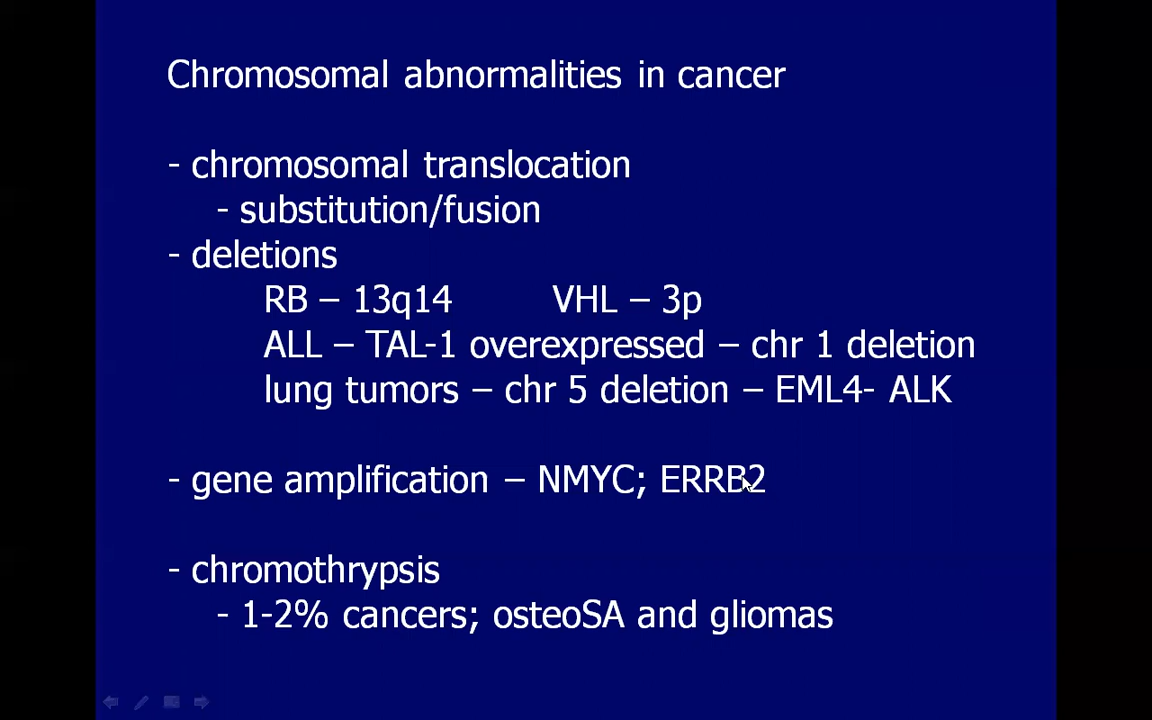 Chromosomal abnormalities in cancer
- chromosomal translocation
- substitution/fusion
- deletions
RB – 13q14 VHL – 3p
ALL – TAL-1 overexpressed – chr 1 deletion
lung tumors – chr 5 deletion – EML4- ALK
- gene amplification – NMYC; ERRB2
- chromothrypsis
- 1-2% cancers; osteoSA and gliomas